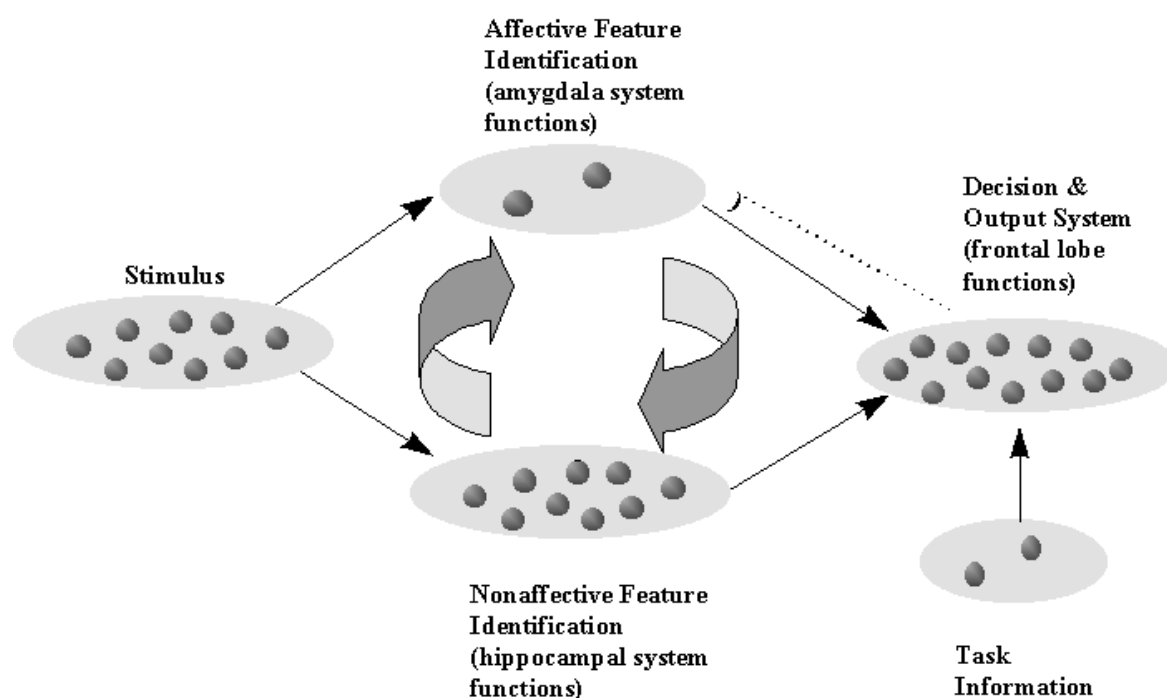 Affective Feature
Identification
(amygdala system
functions)
Decision &
Output System
(frontal lobe
functions)
Stimulus
Nonaffective Feature
Identification
(hippocampal system
functions)
Task
Information